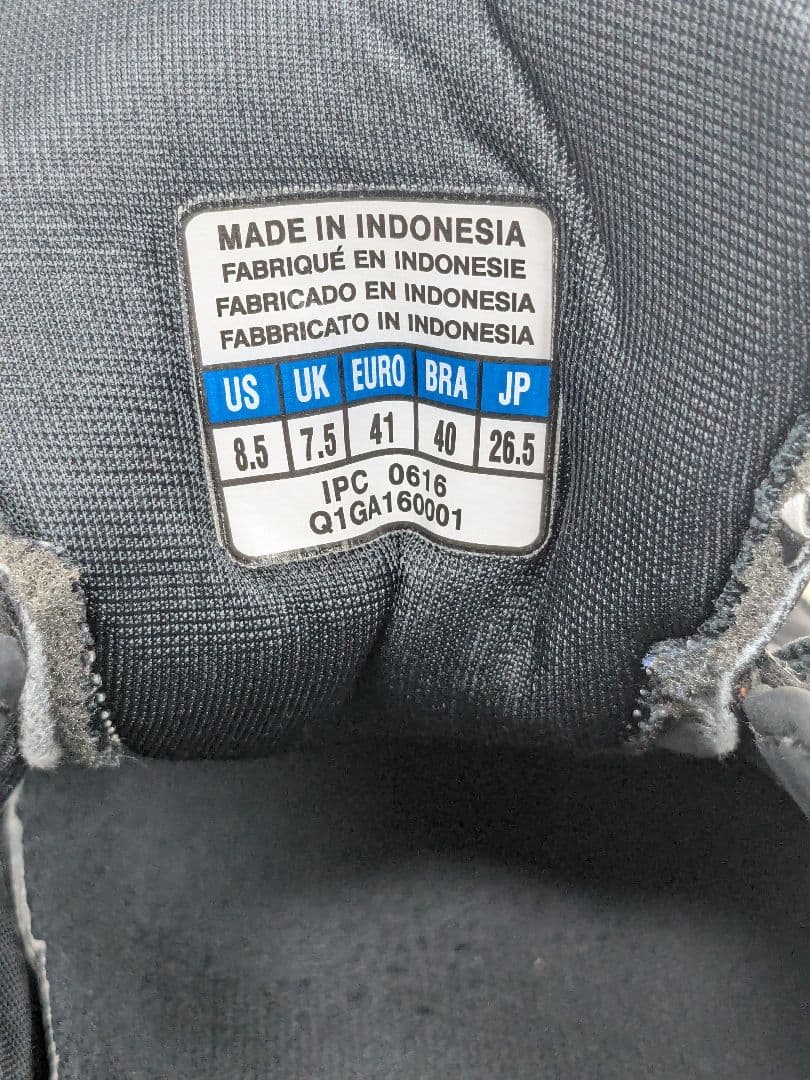 MADE IN INDONESIA
FABRIQUÉ EN INDONESIE
FABRICADO EN INDONESIA
FABBRICATO IN INDONESIA
US UK EURO BRA JP
8.5 7.5 41 40 26.5
IPC 0616
Q1GA160001